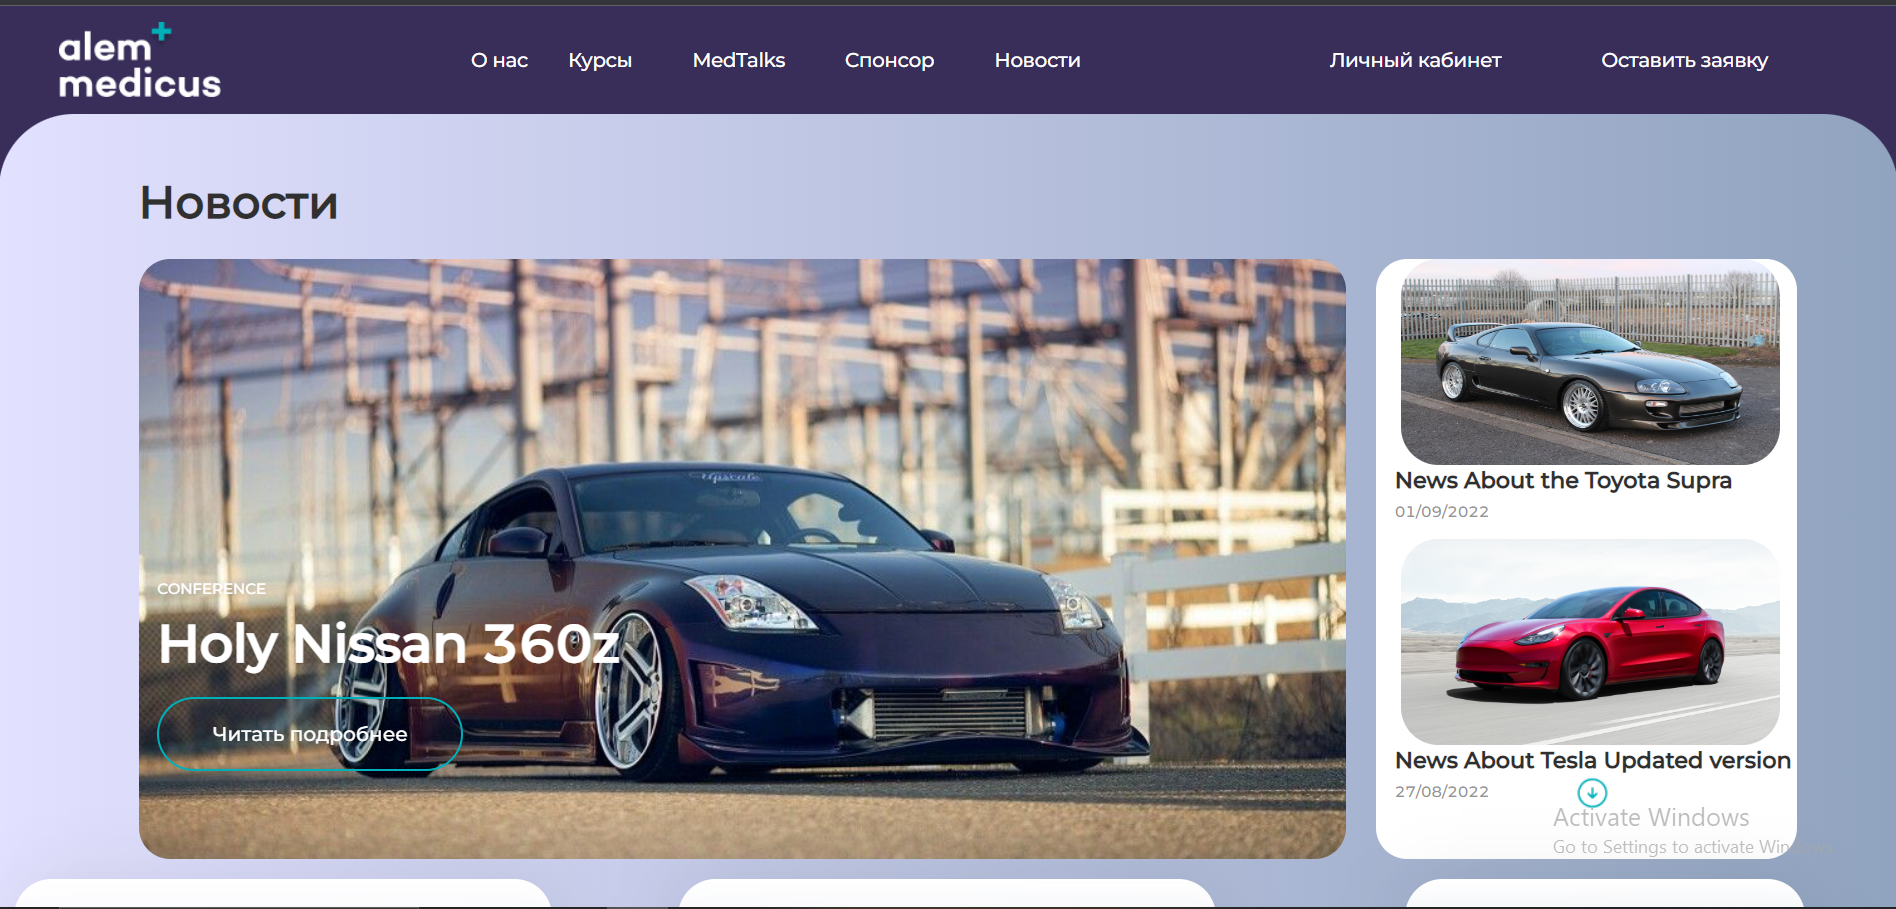 alem
medicus
О нас
Курсы
MedTalks
Спонсор
Новости
Личный кабинет
Оставить заявку
Новости
Upscale
CONFERENCE
Holy Nissan 360z
Читать подробнее
News About the Toyota Supra
01/09/2022
News About Tesla Updated version
27/08/2022
Activate Windows
Go to Settings to activate Windows.